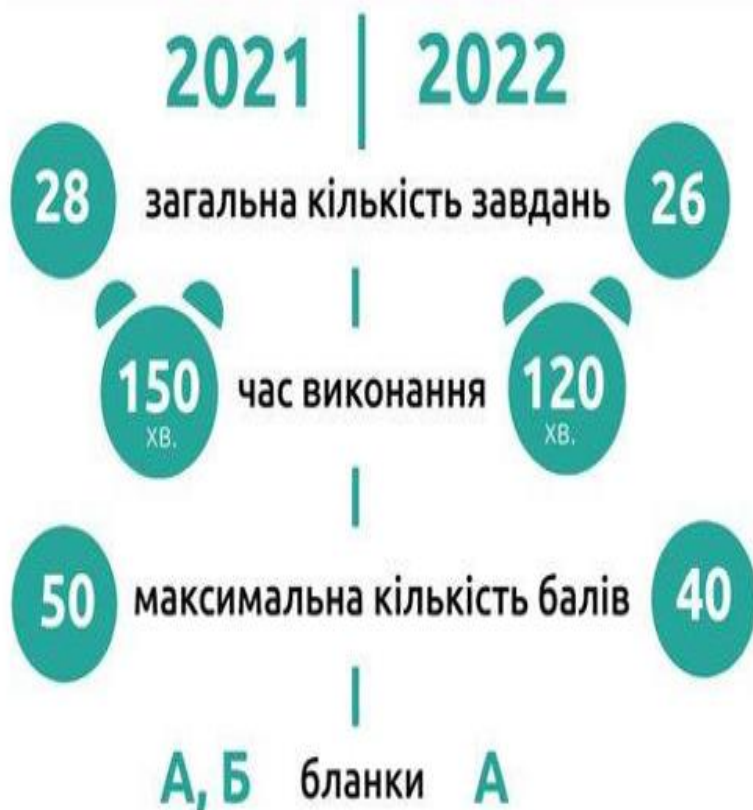 2021 2022
28 загальна кількість завдань 26
150 хв. час виконання 120 хв.
50 максимальна кількість балів 40
А, Б бланки А